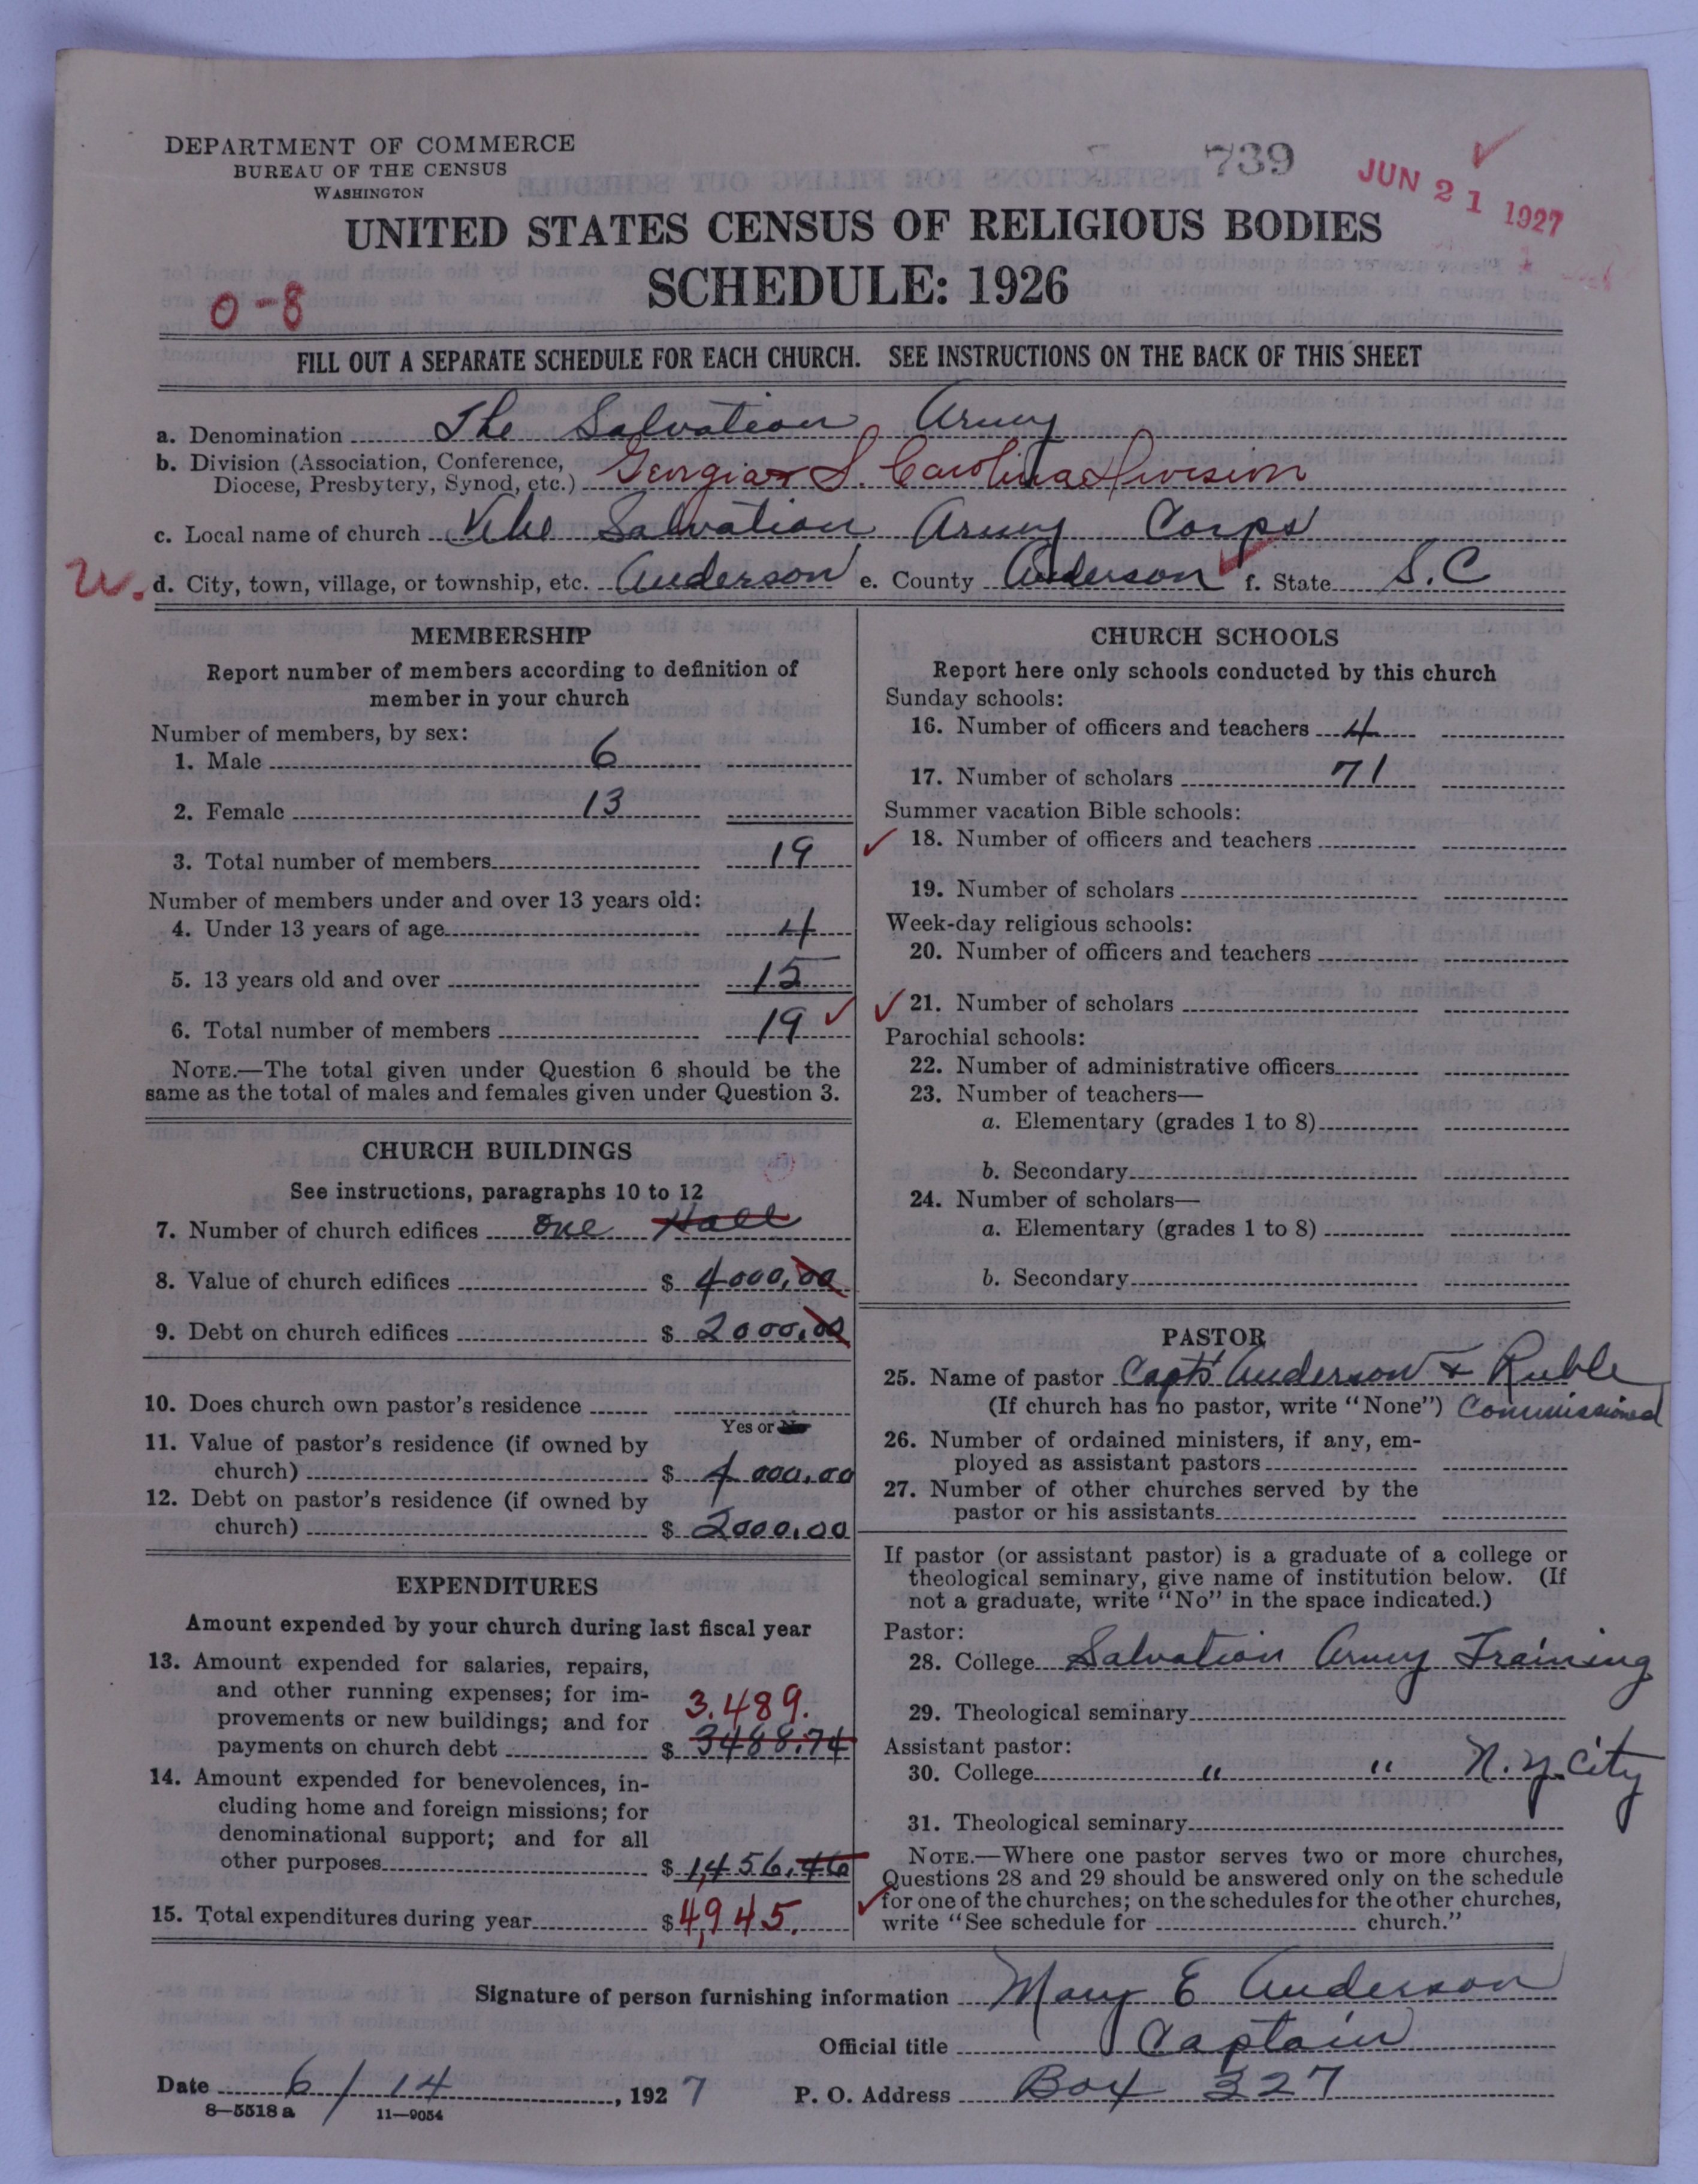 DEPARTMENT OF COMMERCE
BUREAU OF THE CENSUS
WASHINGTON
739
JUN 21 1927
UNITED STATES CENSUS OF RELIGIOUS BODIES
SCHEDULE: 1926
0-8
FILL OUT A SEPARATE SCHEDULE FOR EACH CHURCH. SEE INSTRUCTIONS ON THE BACK OF THIS SHEET
a. Denomination The Salvation Army
b. Division (Association, Conference, Diocese, Presbytery, Synod, etc.) Georgia & S. Carolina Division
c. Local name of church The Salvation Army Corps
U. d. City, town, village, or township, etc. Anderson e. County Anderson f. State S.C
MEMBERSHIP
Report number of members according to definition of
member in your church
Number of members, by sex:
1. Male 6
2. Female 13
3. Total number of members 19
Number of members under and over 13 years old:
4. Under 13 years of age 4
5. 13 years old and over 15
6. Total number of members 19
NOTE.—The total given under Question 6 should be the
same as the total of males and females given under Question 3.
CHURCH BUILDINGS
See instructions, paragraphs 10 to 12
7. Number of church edifices one Hall
8. Value of church edifices $ 4000,00
9. Debt on church edifices $ 2000.00
10. Does church own pastor's residence
Yes or No
11. Value of pastor's residence (if owned by
church) $ 4000.00
12. Debt on pastor's residence (if owned by
church) $ 2000.00
EXPENDITURES
Amount expended by your church during last fiscal year
13. Amount expended for salaries, repairs,
and other running expenses; for im-
provements or new buildings; and for 3.489.
payments on church debt $ 3488.74
14. Amount expended for benevolences, in-
cluding home and foreign missions; for
denominational support; and for all
other purposes $ 1,456.46
15. Total expenditures during year $ 4,945.
CHURCH SCHOOLS
Report here only schools conducted by this church
Sunday schools:
16. Number of officers and teachers 4
17. Number of scholars 71
Summer vacation Bible schools:
18. Number of officers and teachers
19. Number of scholars
Week-day religious schools:
20. Number of officers and teachers
21. Number of scholars
Parochial schools:
22. Number of administrative officers
23. Number of teachers—
a. Elementary (grades 1 to 8)
b. Secondary
24. Number of scholars—
a. Elementary (grades 1 to 8)
b. Secondary
PASTOR
25. Name of pastor Capts Anderson & Ruble
(If church has no pastor, write "None") Commissioned
26. Number of ordained ministers, if any, em-
ployed as assistant pastors
27. Number of other churches served by the
pastor or his assistants
If pastor (or assistant pastor) is a graduate of a college or
theological seminary, give name of institution below. (If
not a graduate, write "No" in the space indicated.)
Pastor:
28. College Salvation Army Training
29. Theological seminary
Assistant pastor:
30. College " " N.Y. City
31. Theological seminary
NOTE.—Where one pastor serves two or more churches,
Questions 28 and 29 should be answered only on the schedule
for one of the churches; on the schedules for the other churches,
write "See schedule for church."
Signature of person furnishing information Mary E Anderson
Official title Captain
Date 6/14, 1927 P. O. Address Box 327
8—5518 a 11—9054